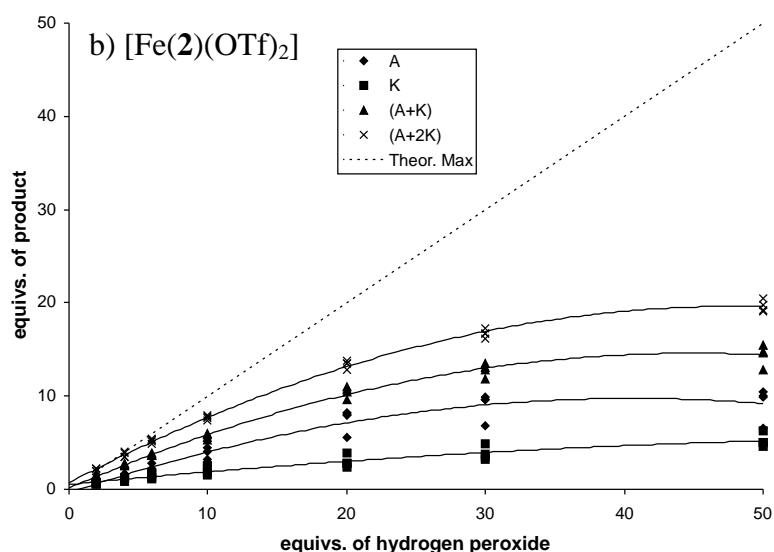 b) [Fe(2)(OTf)2]
A
K
(A+K)
(A+2K)
Theor. Max
equivs. of product
50
40
30
20
10
0
0 10 20 30 40 50
equivs. of hydrogen peroxide